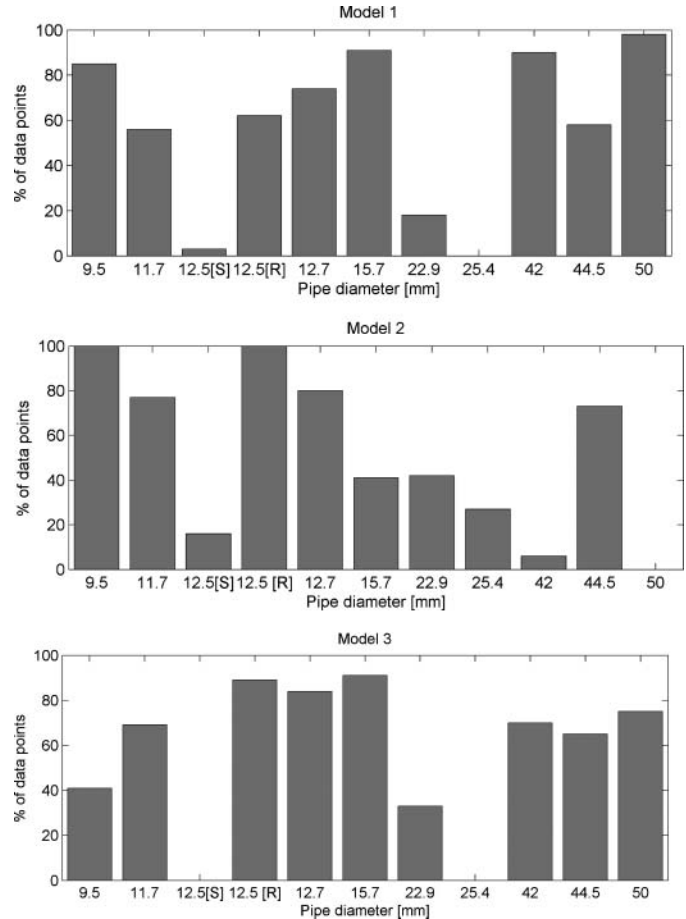 Model 1
100
80
60
40
20
0
% of data points
9.5 11.7 12.5[S] 12.5[R] 12.7 15.7 22.9 25.4 42 44.5 50
Pipe diameter [mm]
Model 2
100
80
60
40
20
0
% of data points
9.5 11.7 12.5[S] 12.5 [R] 12.7 15.7 22.9 25.4 42 44.5 50
Pipe diameter [mm]
Model 3
100
80
60
40
20
0
% of data points
9.5 11.7 12.5[S] 12.5 [R] 12.7 15.7 22.9 25.4 42 44.5 50
Pipe diameter [mm]